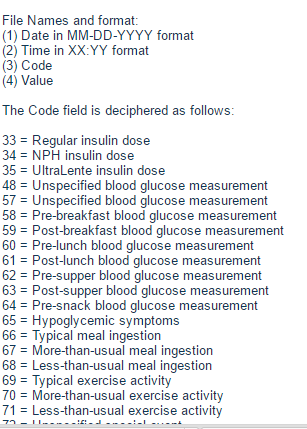 File Names and format:
(1) Date in MM-DD-YYYY format
(2) Time in XX:YY format
(3) Code
(4) Value
The Code field is deciphered as follows:
33 = Regular insulin dose
34 = NPH insulin dose
35 = UltraLente insulin dose
48 = Unspecified blood glucose measurement
57 = Unspecified blood glucose measurement
58 = Pre-breakfast blood glucose measurement
59 = Post-breakfast blood glucose measurement
60 = Pre-lunch blood glucose measurement
61 = Post-lunch blood glucose measurement
62 = Pre-supper blood glucose measurement
63 = Post-supper blood glucose measurement
64 = Pre-snack blood glucose measurement
65 = Hypoglycemic symptoms
66 = Typical meal ingestion
67 = More-than-usual meal ingestion
68 = Less-than-usual meal ingestion
69 = Typical exercise activity
70 = More-than-usual exercise activity
71 = Less-than-usual exercise activity
72 = Unspecified special event